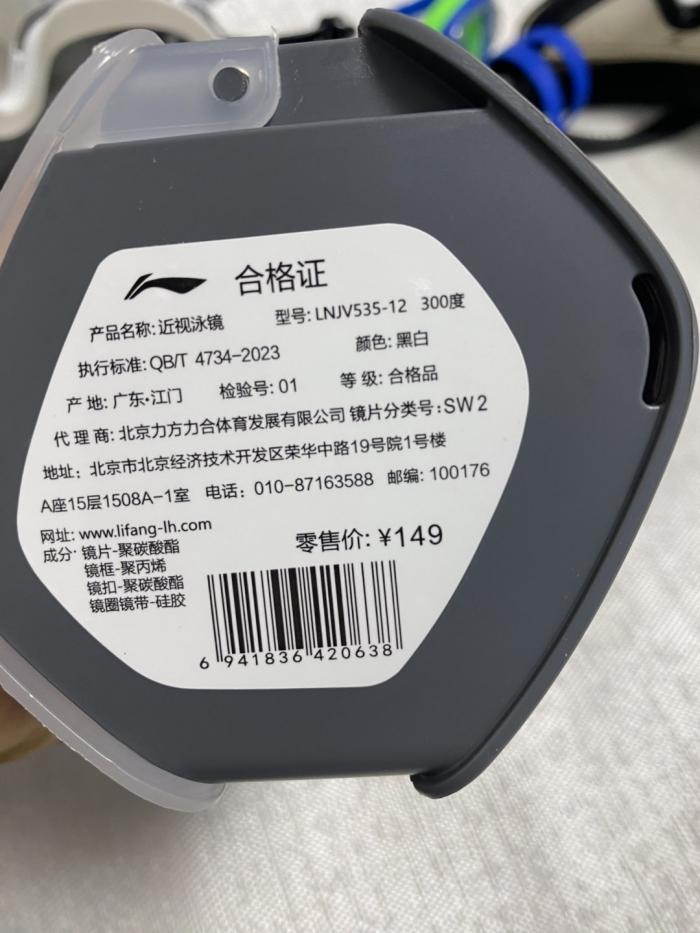 合格证
产品名称:近视泳镜 型号:LNJV535-12 300度
执行标准:QB/T 4734-2023 颜色:黑白
产 地:广东•江门 检验号:01 等 级:合格品
代 理 商:北京力方力合体育发展有限公司 镜片分类号:SW2
地址: 北京市北京经济技术开发区荣华中路19号院1号楼
A座15层1508A-1室 电话: 010-87163588 邮编: 100176
网址: www.lifang-lh.com
成分: 镜片-聚碳酸酯
镜框-聚丙烯
镜扣-聚碳酸酯
镜圈镜带-硅胶
零售价: ¥149
6 941836 420638